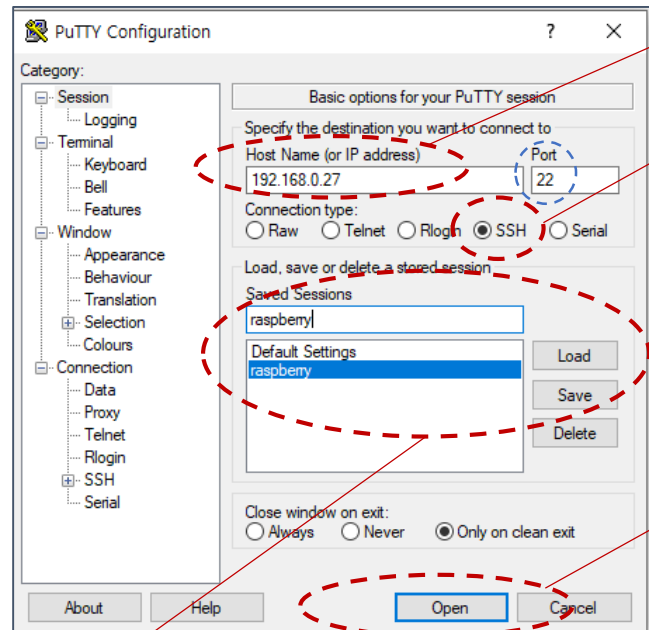 PuTTY Configuration
?
Category:
Session
Logging
Terminal
Keyboard
Bell
Features
Window
Appearance
Behaviour
Translation
Selection
Colours
Connection
Data
Proxy
Telnet
Rlogin
SSH
Serial
Basic options for your PuTTY session
Specify the destination you want to connect to
Host Name (or IP address) Port
192.168.0.27 22
Connection type:
Raw Telnet Rlogin SSH Serial
Load, save or delete a stored session
Saved Sessions
raspberry
Default Settings Load
raspberry
Save
Delete
Close window on exit:
Always Never Only on clean exit
About Help Open Cancel